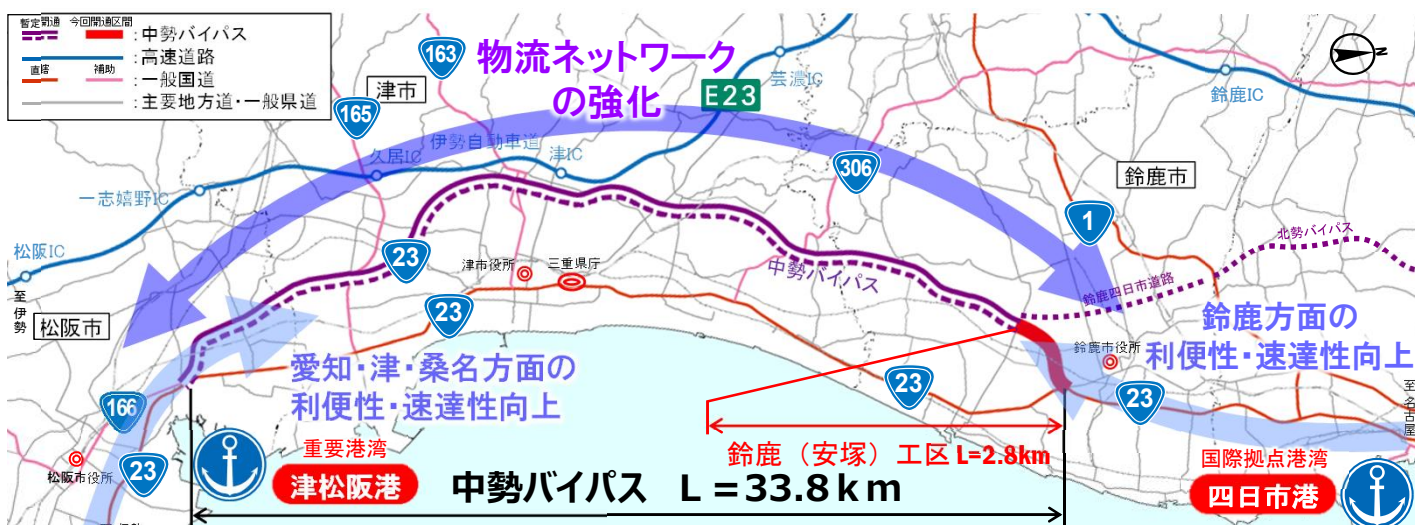 暫定開通 今回開通区間
:中勢バイパス
:高速道路
直轄 補助
:一般国道
:主要地方道・一般県道
163
物流ネットワーク
の強化
E23
芸濃IC
N
鈴鹿IC
津市
165
久居IC
伊勢自動車道
津IC
306
鈴鹿市
一志嬉野IC
1
松阪IC
23
津市役所
三重県庁
中勢バイパス
北勢バイパス
鈴鹿四日市道路
至伊勢
松阪市
23
愛知・津・桑名方面の
利便性・速達性向上
鈴鹿方面の
利便性・速達性向上
鈴鹿市役所
23
23
至名古屋
166
松阪市役所
23
重要港湾
津松阪港
鈴鹿（安塚）工区 L=2.8km
中勢バイパス L=33.8km
国際拠点港湾
四日市港